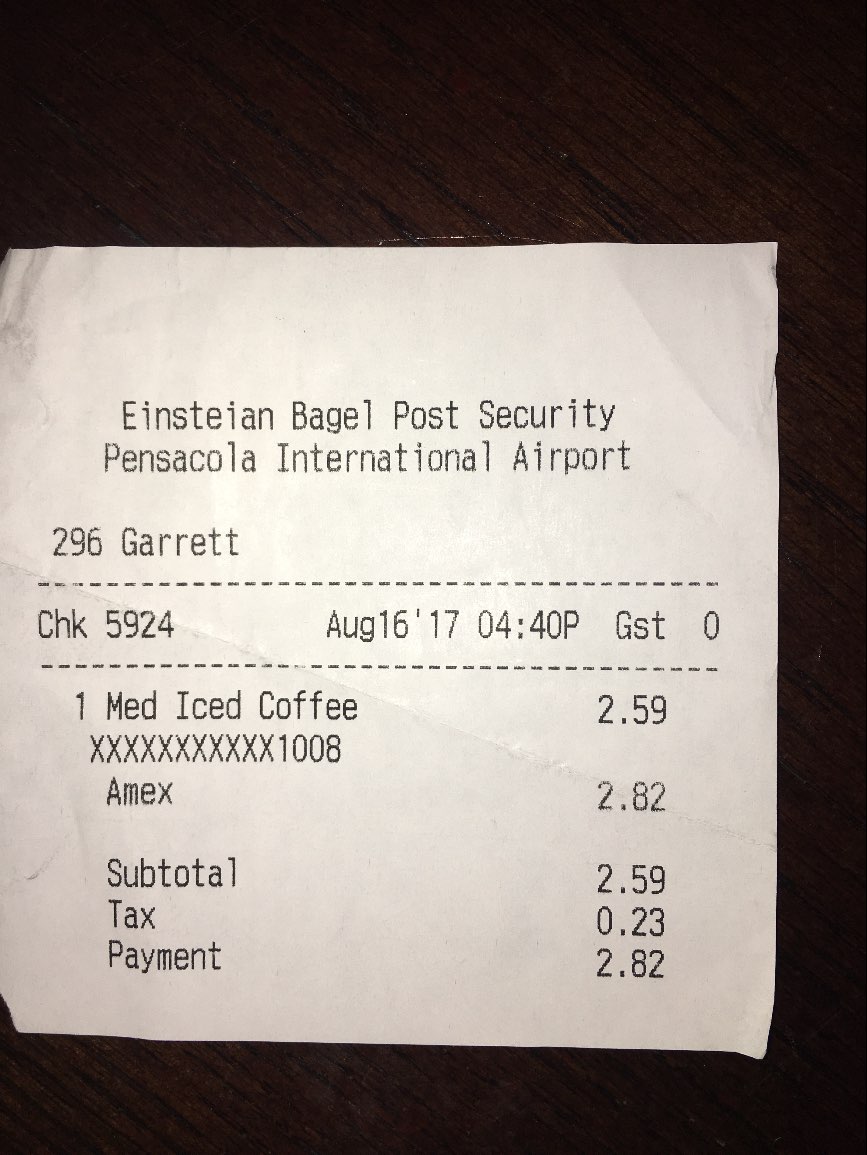 Einsteian Bagel Post Security
Pensacola International Airport
296 Garrett
Chk 5924 Aug16'17 04:40P Gst 0
1 Med Iced Coffee 2.59
XXXXXXXXXXX1008
Amex 2.82
Subtotal 2.59
Tax 0.23
Payment 2.82